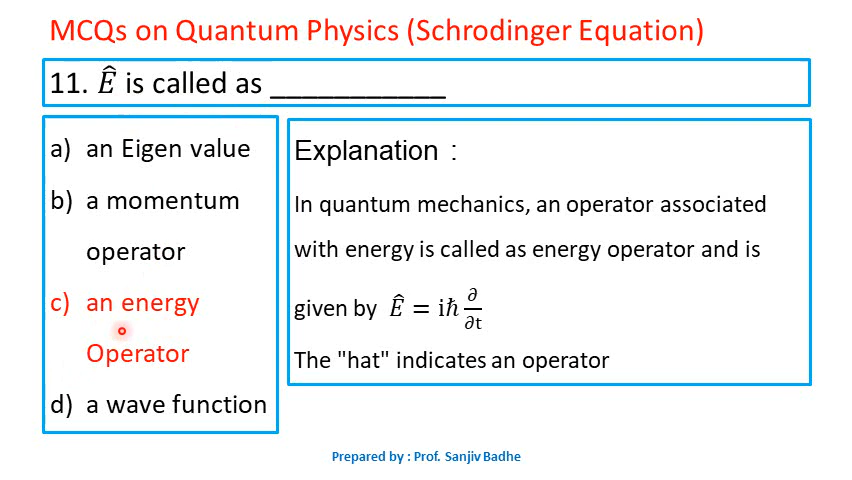 MCQs on Quantum Physics (Schrodinger Equation)
11. Ê is called as ___________
a) an Eigen value
b) a momentum
operator
c) an energy
Operator
d) a wave function
Explanation :
In quantum mechanics, an operator associated
with energy is called as energy operator and is
given by Ê = iℏ ∂/∂t
The "hat" indicates an operator
Prepared by : Prof. Sanjiv Badhe